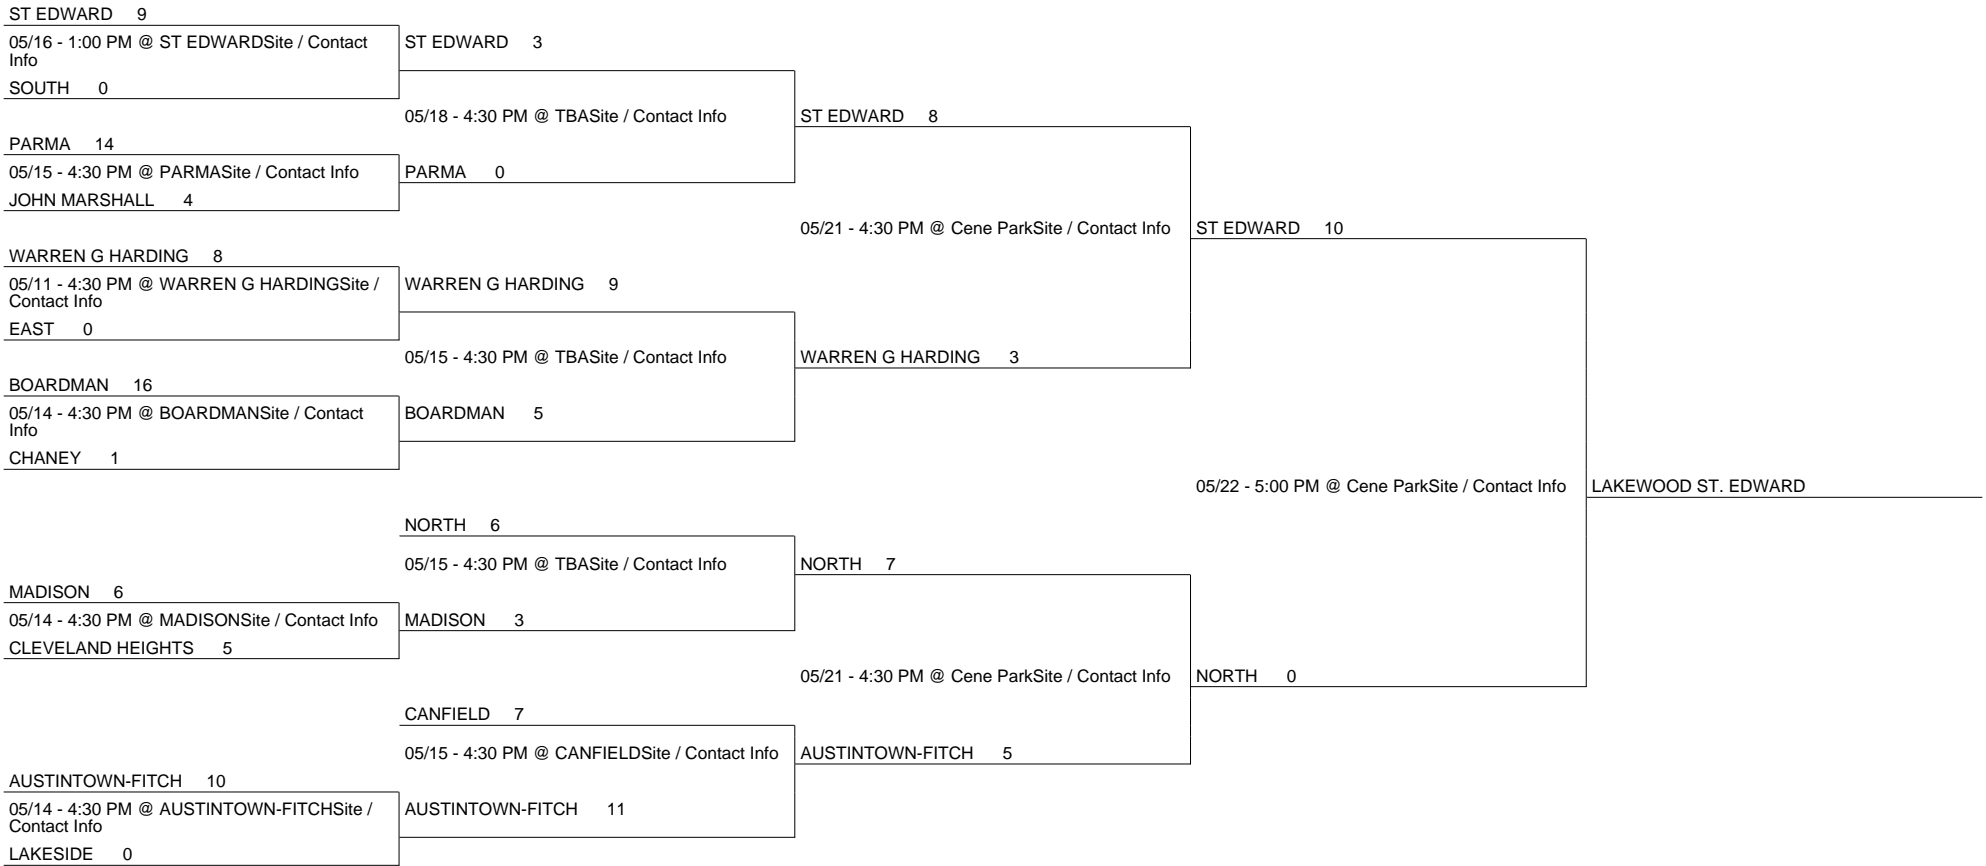 ST EDWARD 9
05/16 - 1:00 PM @ ST EDWARDSite / Contact
Info
SOUTH 0
PARMA 14
05/15 - 4:30 PM @ PARMASite / Contact Info
JOHN MARSHALL 4
WARREN G HARDING 8
05/11 - 4:30 PM @ WARREN G HARDINGSite /
Contact Info
EAST 0
BOARDMAN 16
05/14 - 4:30 PM @ BOARDMANSite / Contact
Info
CHANEY 1
MADISON 6
05/14 - 4:30 PM @ MADISONSite / Contact Info
CLEVELAND HEIGHTS 5
AUSTINTOWN-FITCH 10
05/14 - 4:30 PM @ AUSTINTOWN-FITCHSite /
Contact Info
LAKESIDE 0
ST EDWARD 3
05/18 - 4:30 PM @ TBASite / Contact Info
PARMA 0
WARREN G HARDING 9
05/15 - 4:30 PM @ TBASite / Contact Info
BOARDMAN 5
NORTH 6
05/15 - 4:30 PM @ TBASite / Contact Info
MADISON 3
CANFIELD 7
05/15 - 4:30 PM @ CANFIELDSite / Contact Info
AUSTINTOWN-FITCH 11
ST EDWARD 8
05/21 - 4:30 PM @ Cene ParkSite / Contact Info
WARREN G HARDING 3
NORTH 7
05/21 - 4:30 PM @ Cene ParkSite / Contact Info
AUSTINTOWN-FITCH 5
ST EDWARD 10
05/22 - 5:00 PM @ Cene ParkSite / Contact Info
NORTH 0
LAKEWOOD ST. EDWARD